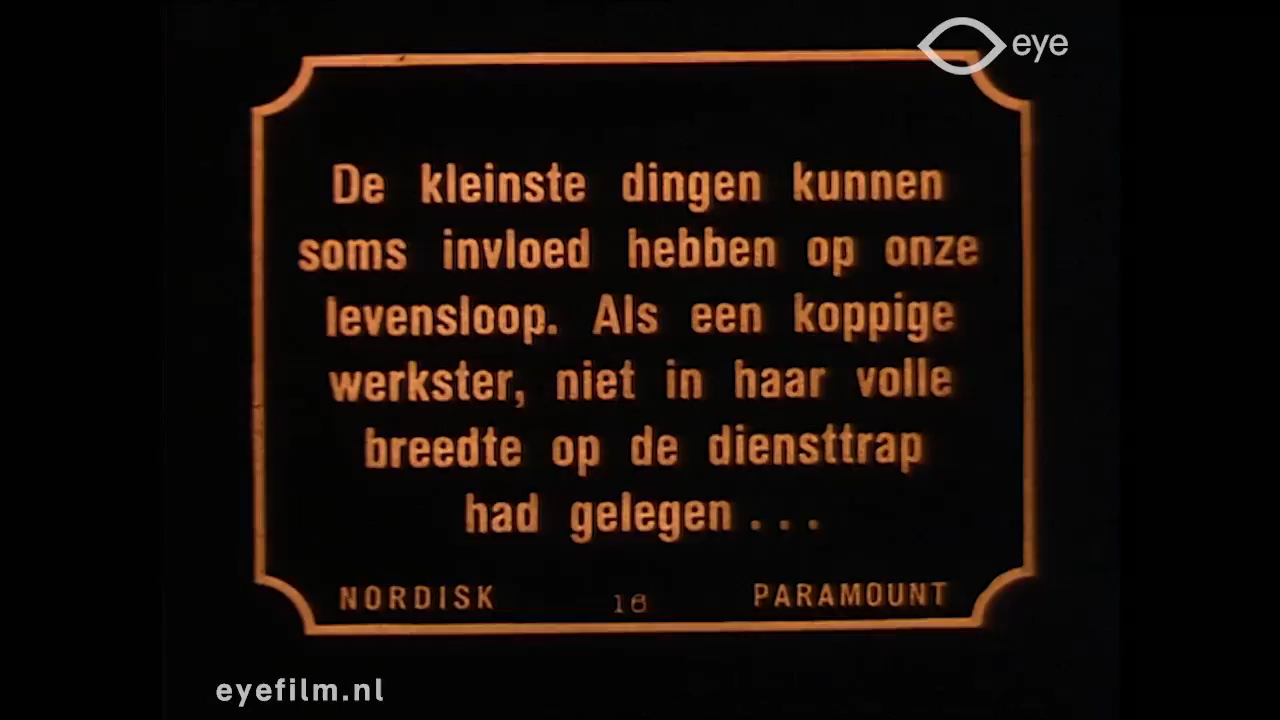 eye
De kleinste dingen kunnen
soms invloed hebben op onze
levensloop. Als een koppige
werkster, niet in haar volle
breedte op de diensttrap
had gelegen...
NORDISK 16 PARAMOUNT
eyefilm.nl